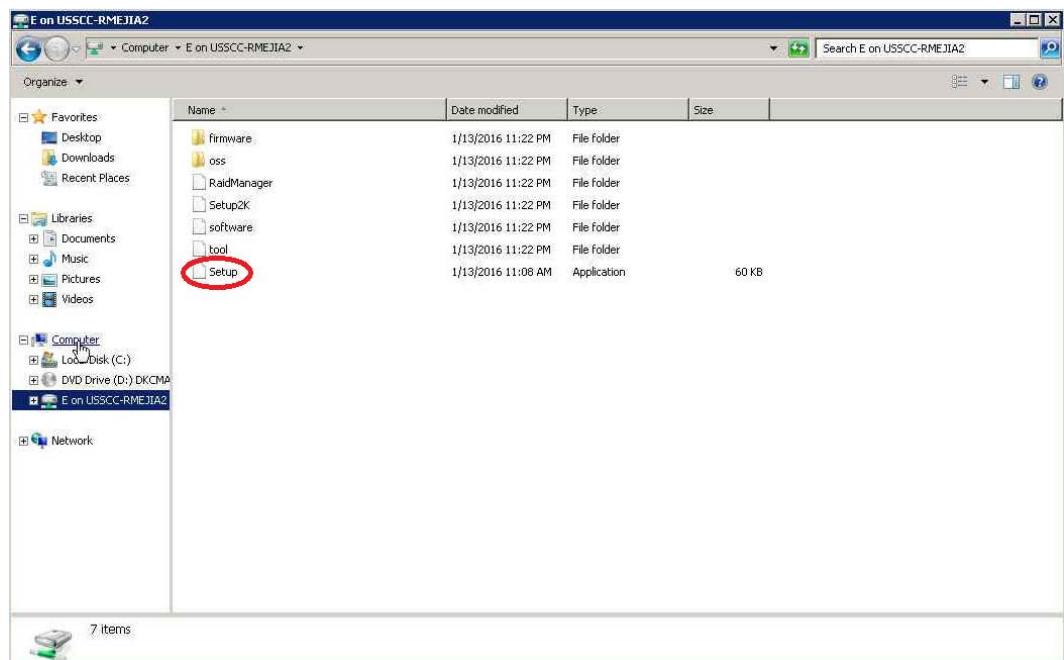 E on USSCC-RMEJIA2
Computer E on USSCC-RMEJIA2 Search E on USSCC-RMEJIA2
Organize
Name Date modified Type Size
Favorites
Desktop
Downloads
Recent Places
Libraries
Documents
Music
Pictures
Videos
Computer
Local Disk (C:)
DVD Drive (D:) DKCMA
E on USSCC-RMEJIA2
Network
firmware 1/13/2016 11:22 PM File folder
oss 1/13/2016 11:22 PM File folder
RaidManager 1/13/2016 11:22 PM File folder
Setup2K 1/13/2016 11:22 PM File folder
software 1/13/2016 11:22 PM File folder
tool 1/13/2016 11:22 PM File folder
Setup 1/13/2016 11:08 AM Application 60 KB
7 items